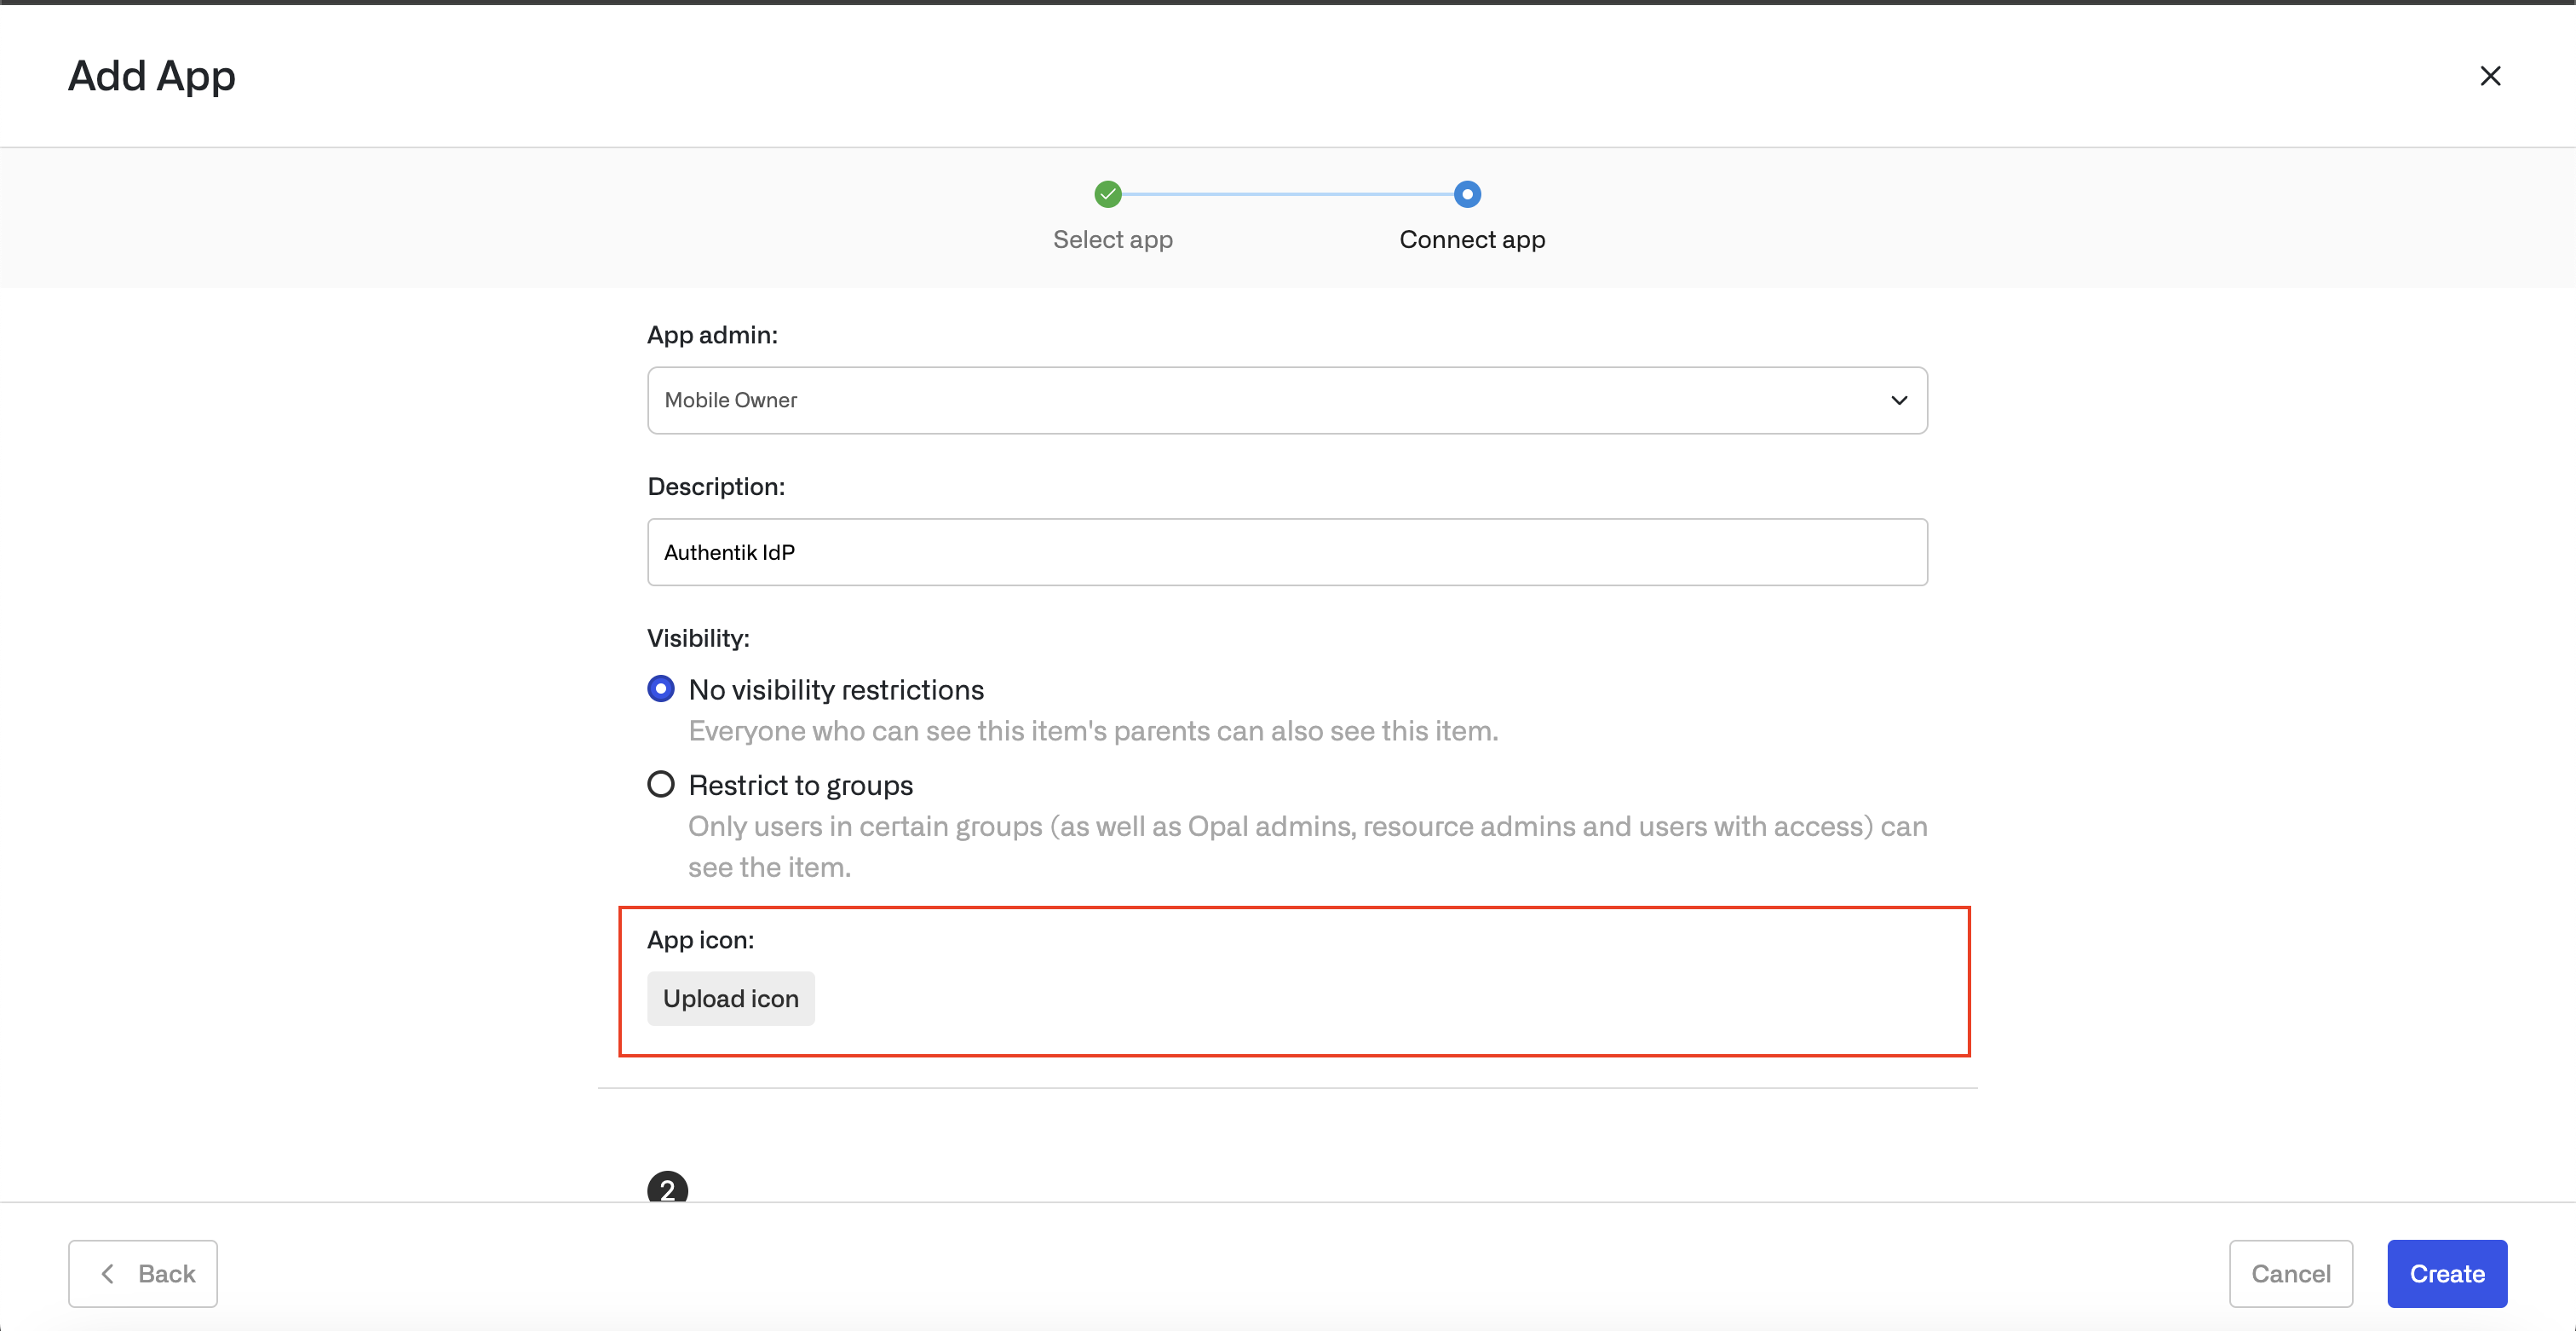 Add App
Select app
Connect app
App admin:
Mobile Owner
Description:
Authentik IdP
Visibility:
No visibility restrictions
Everyone who can see this item's parents can also see this item.
Restrict to groups
Only users in certain groups (as well as Opal admins, resource admins and users with access) can
see the item.
App icon:
Upload icon
2
Back
Cancel
Create